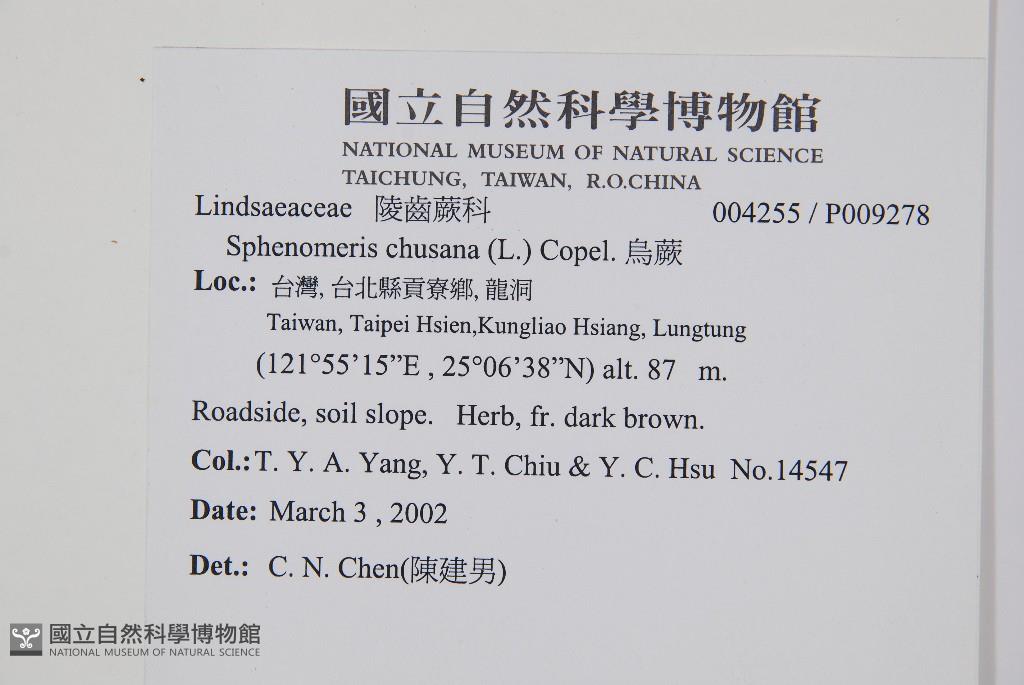 國立自然科學博物館
NATIONAL MUSEUM OF NATURAL SCIENCE
TAICHUNG, TAIWAN, R.O.CHINA
Lindsaeaceae 陵齒蕨科 004255 / P009278
Sphenomeris chusana (L.) Copel. 烏蕨
Loc.: 台灣, 台北縣貢寮鄉, 龍洞
Taiwan, Taipei Hsien,Kungliao Hsiang, Lungtung
(121°55’15”E , 25°06’38”N) alt. 87 m.
Roadside, soil slope. Herb, fr. dark brown.
Col.: T. Y. A. Yang, Y. T. Chiu & Y. C. Hsu No.14547
Date: March 3 , 2002
Det.: C. N. Chen(陳建男)
國立自然科學博物館
NATIONAL MUSEUM OF NATURAL SCIENCE